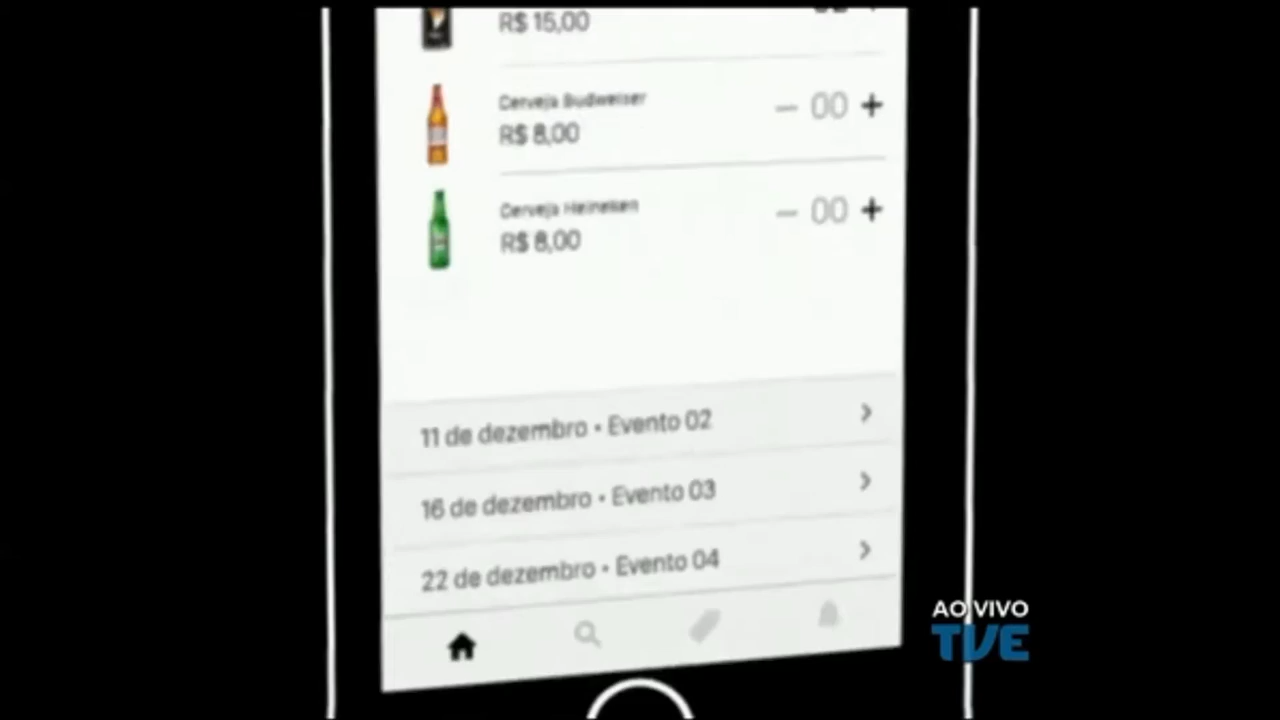 R$ 15,00
Cerveja Budweiser
R$ 8,00
— 00 +
Cerveja Heineken
R$ 8,00
— 00 +
11 de dezembro • Evento 02
16 de dezembro • Evento 03
22 de dezembro • Evento 04
AO VIVO
TVE